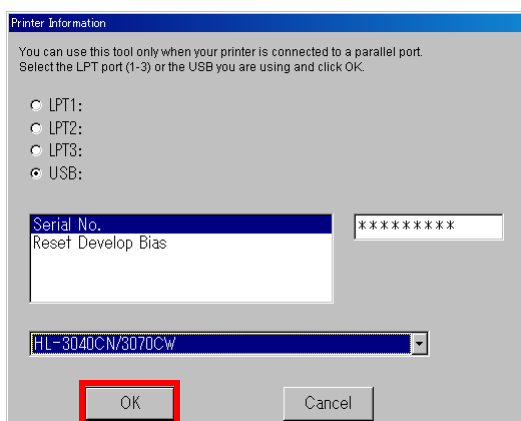 Printer Information
You can use this tool only when your printer is connected to a parallel port.
Select the LPT port (1-3) or the USB you are using and click OK.
LPT1:
LPT2:
LPT3:
USB:
Serial No.
*********
Reset Develop Bias
HL-3040CN/3070CW
OK
Cancel